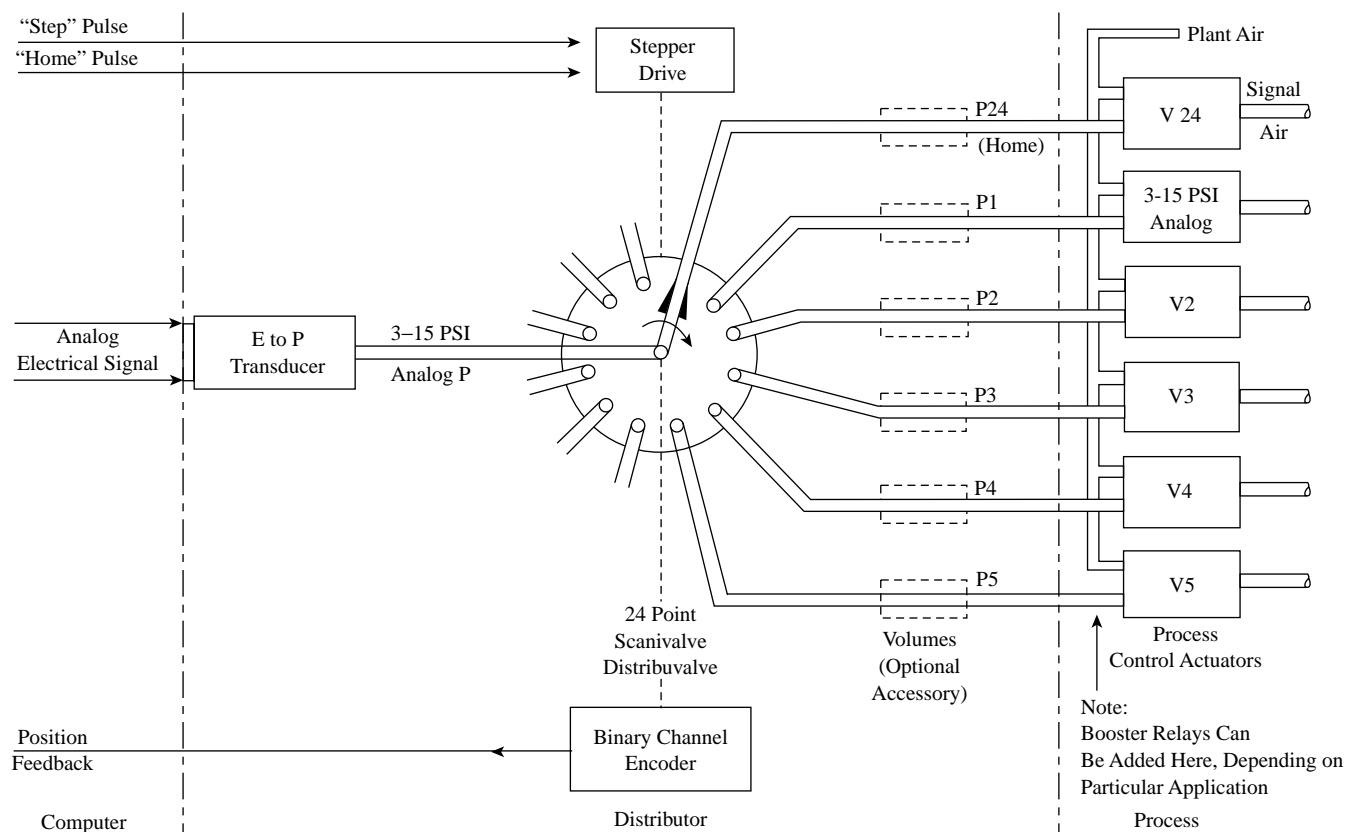 “Step” Pulse
“Home” Pulse
Stepper
Drive
Plant Air
P24
(Home)
V 24
Signal
Air
P1
3-15 PSI
Analog
P2
V2
Analog
Electrical Signal
E to P
Transducer
3–15 PSI
Analog P
P3
V3
P4
V4
P5
V5
24 Point
Scanivalve
Distribuvalve
Volumes
(Optional
Accessory)
Process
Control Actuators
Note:
Booster Relays Can
Be Added Here, Depending on
Particular Application
Position
Feedback
Binary Channel
Encoder
Computer
Distributor
Process